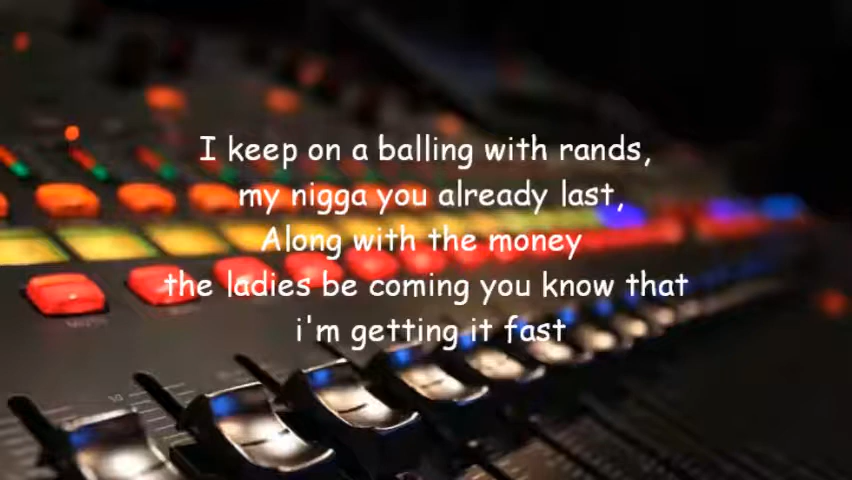 I keep on a balling with rands,
my nigga you already last,
Along with the money
the ladies be coming you know that
i'm getting it fast